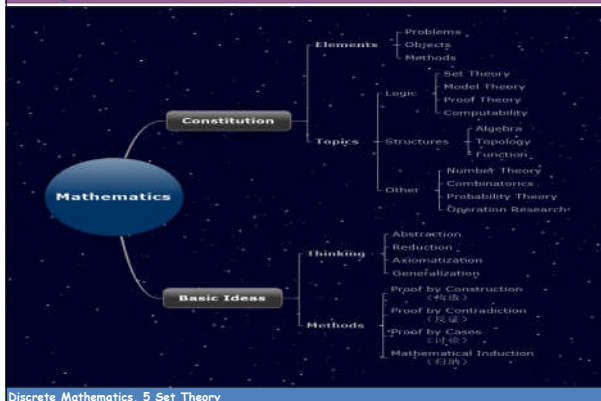 Mathematics
Constitution
Elements
Problems
Objects
Methods
Topics
Logic
Set Theory
Model Theory
Proof Theory
Computability
Structures
Algebra
Topology
Function
Other
Number Theory
Combinatorics
Probability Theory
Operation Research
Basic Ideas
Thinking
Abstraction
Reduction
Axiomatization
Generalization
Methods
Proof by Construction
(构造)
Proof by Contradiction
(反证)
Proof by Cases
(讨论)
Mathematical Induction
(归纳)
Discrete Mathematics, 5 Set Theory